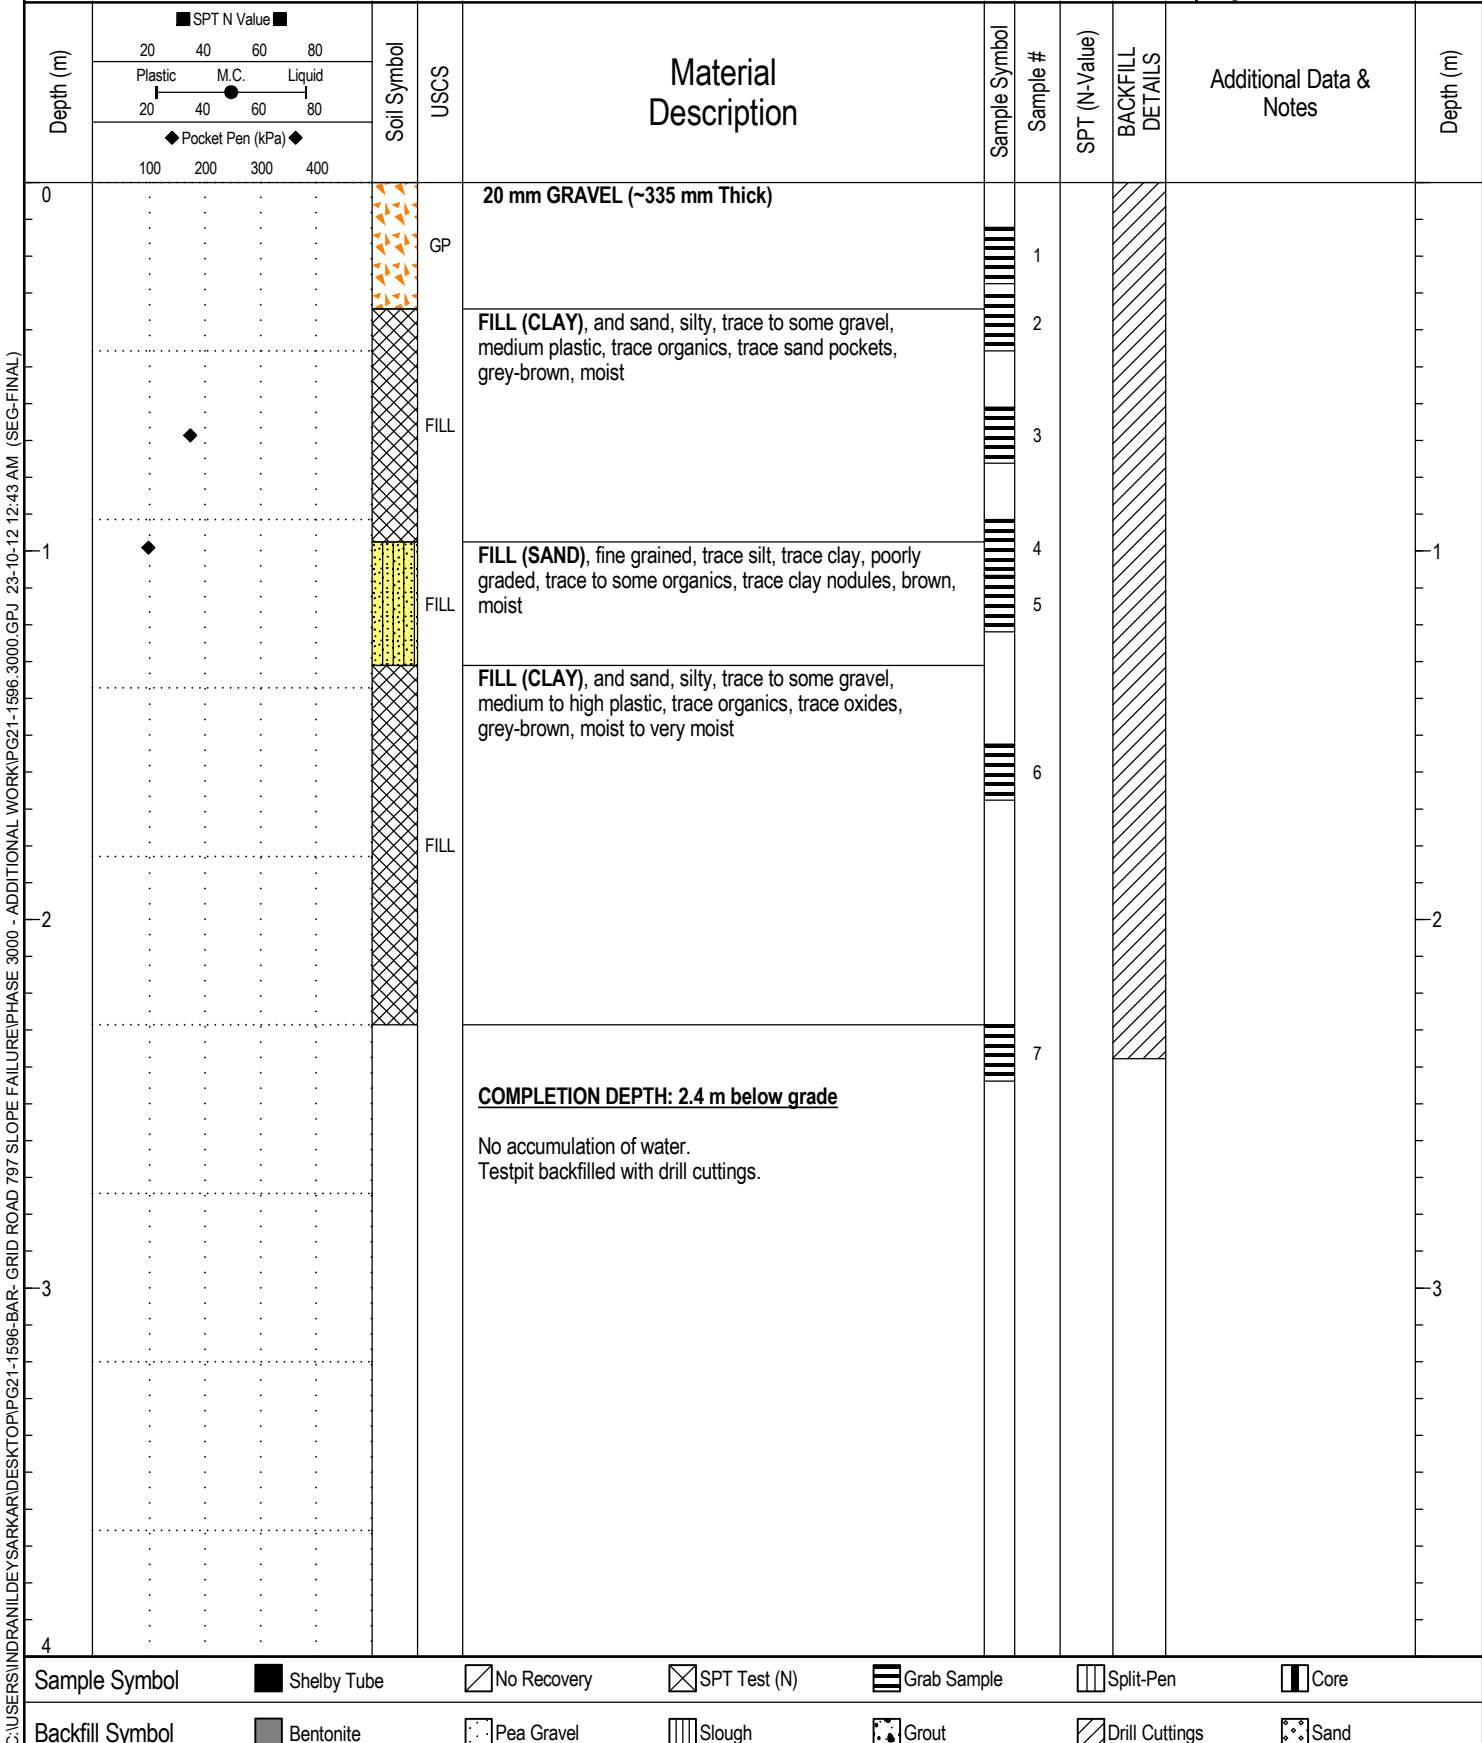 SPT N Value
20 40 60 80
Plastic M.C. Liquid
20 40 60 80
Pocket Pen (kPa)
100 200 300 400
Depth (m)
Soil Symbol
USCS
Material
Description
Sample Symbol
Sample #
SPT (N-Value)
BACKFILL
DETAILS
Additional Data &
Notes
Depth (m)
0
20 mm GRAVEL (~335 mm Thick)
GP
1
FILL (CLAY), and sand, silty, trace to some gravel,
medium plastic, trace organics, trace sand pockets,
grey-brown, moist
2
FILL
3
1
FILL (SAND), fine grained, trace silt, trace clay, poorly
graded, trace to some organics, trace clay nodules, brown,
moist
4
1
FILL
5
FILL (CLAY), and sand, silty, trace to some gravel,
medium to high plastic, trace organics, trace oxides,
grey-brown, moist to very moist
6
FILL
2
2
7
COMPLETION DEPTH: 2.4 m below grade
No accumulation of water.
Testpit backfilled with drill cuttings.
3
3
4
Sample Symbol Shelby Tube No Recovery SPT Test (N) Grab Sample Split-Pen Core
Backfill Symbol Bentonite Pea Gravel Slough Grout Drill Cuttings Sand
C:\USERS\INDRANILDEYSARKAR\DESKTOP\PG21-1596-BAR- GRID ROAD 797 SLOPE FAILURE\PHASE 3000 - ADDITIONAL WORK\PG21-1596.3000.GPJ 23-10-12 12:43 AM (SEG-FINAL)